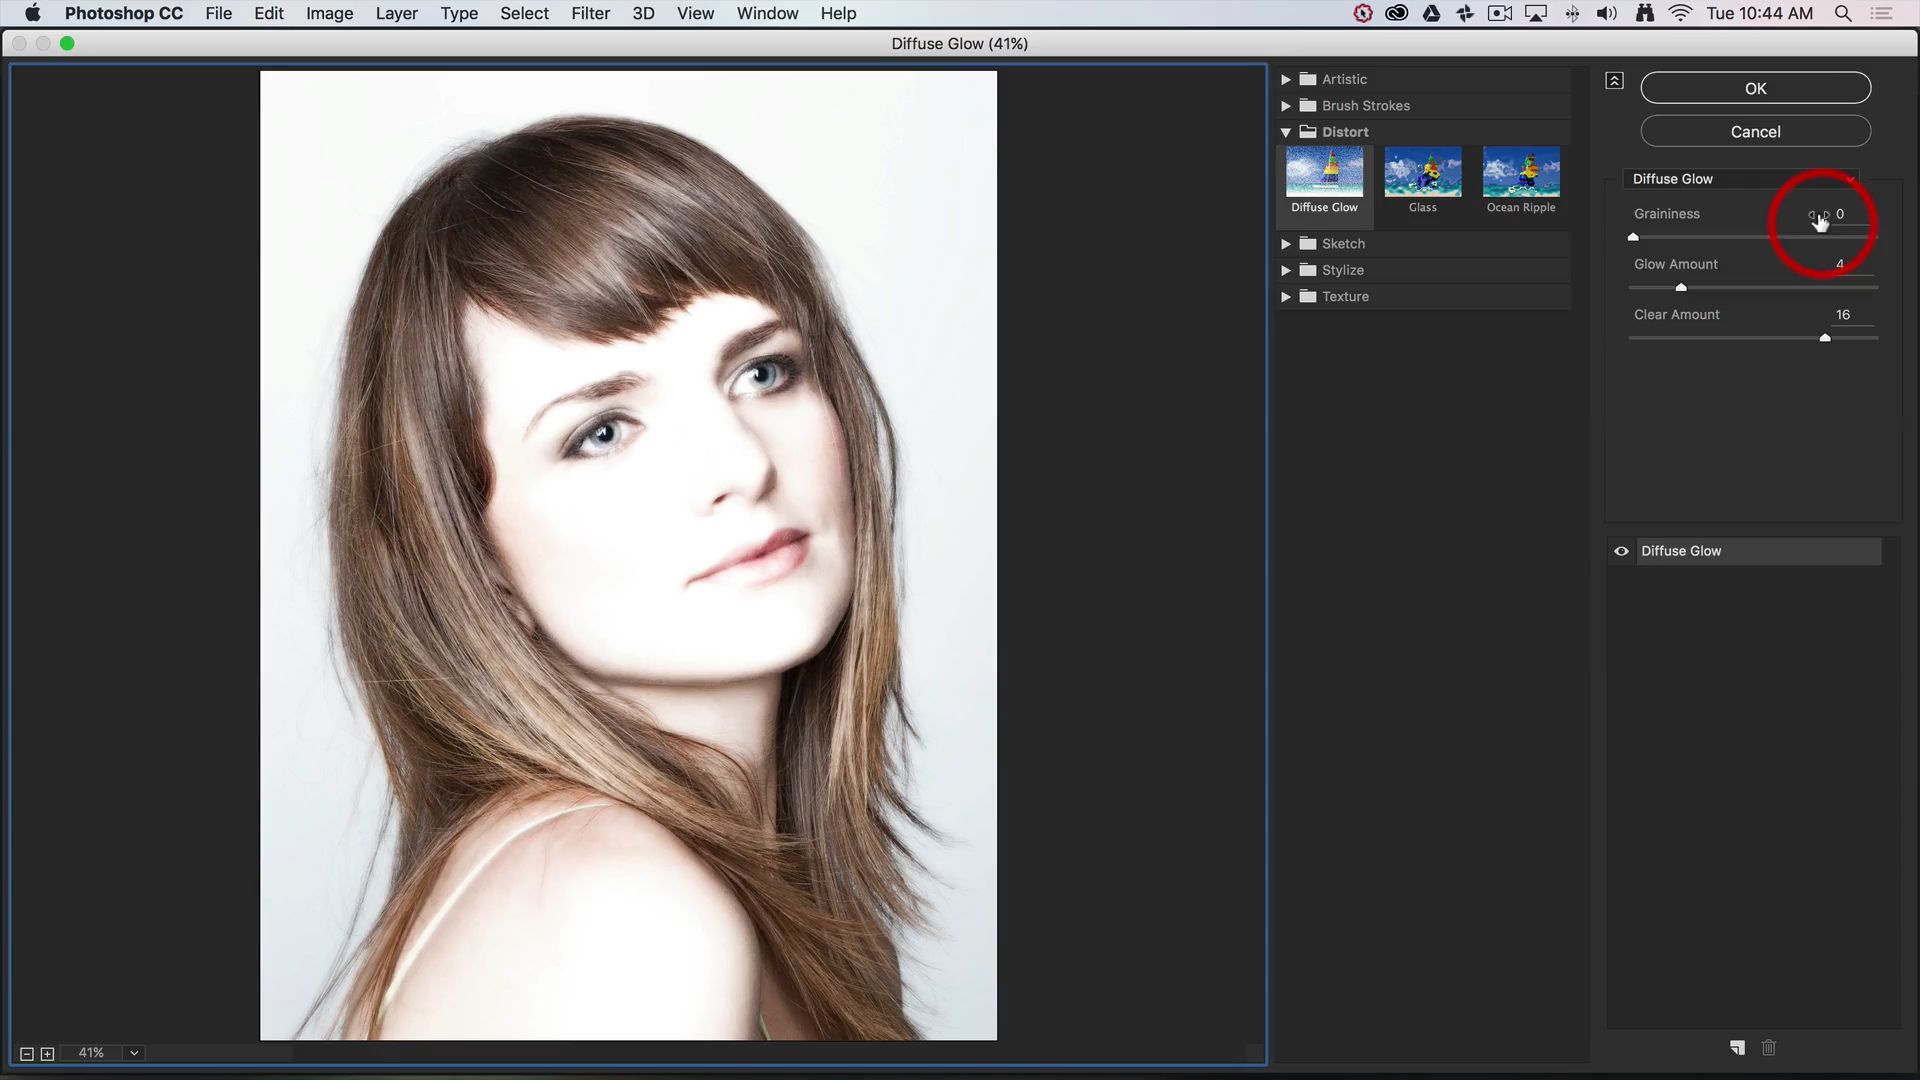 Photoshop CC File Edit Image Layer Type Select Filter 3D View Window Help Tue 10:44 AM
Diffuse Glow (41%)
Artistic
Brush Strokes
Distort
Diffuse Glow Glass Ocean Ripple
Sketch
Stylize
Texture
OK
Cancel
Diffuse Glow
Graininess 0
Glow Amount 4
Clear Amount 16
Diffuse Glow
41%